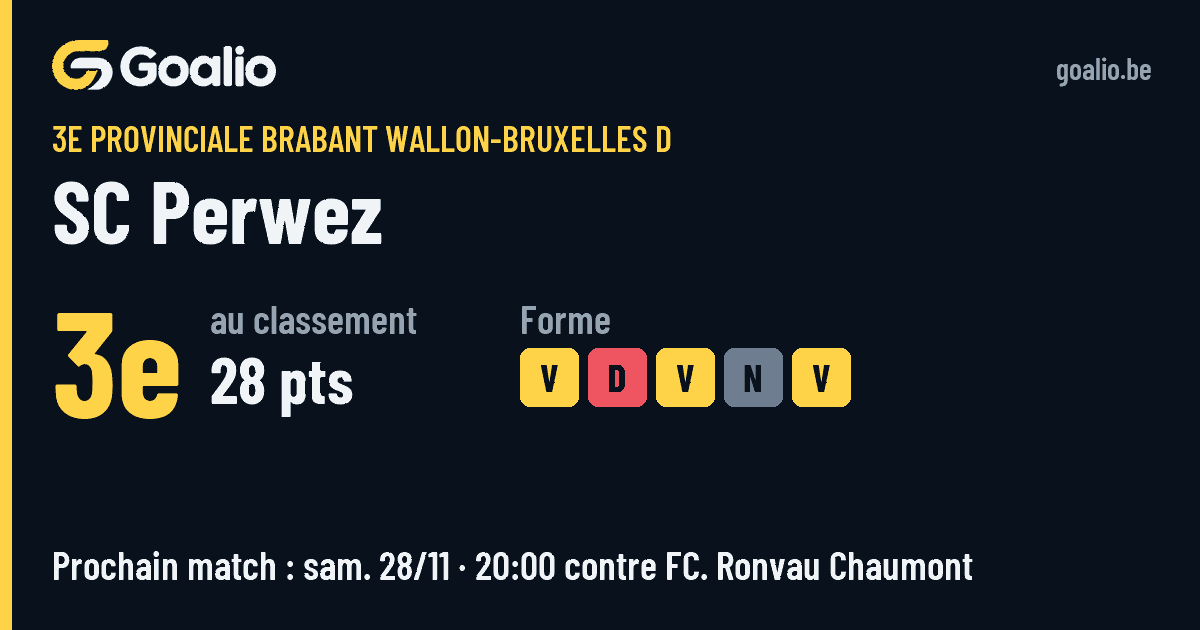 Goalio
goalio.be
3E PROVINCIALE BRABANT WALLON-BRUXELLES D
SC Perwez
3e
au classement
28 pts
Forme
V D V N V
Prochain match : sam. 28/11 · 20:00 contre FC. Ronvau Chaumont